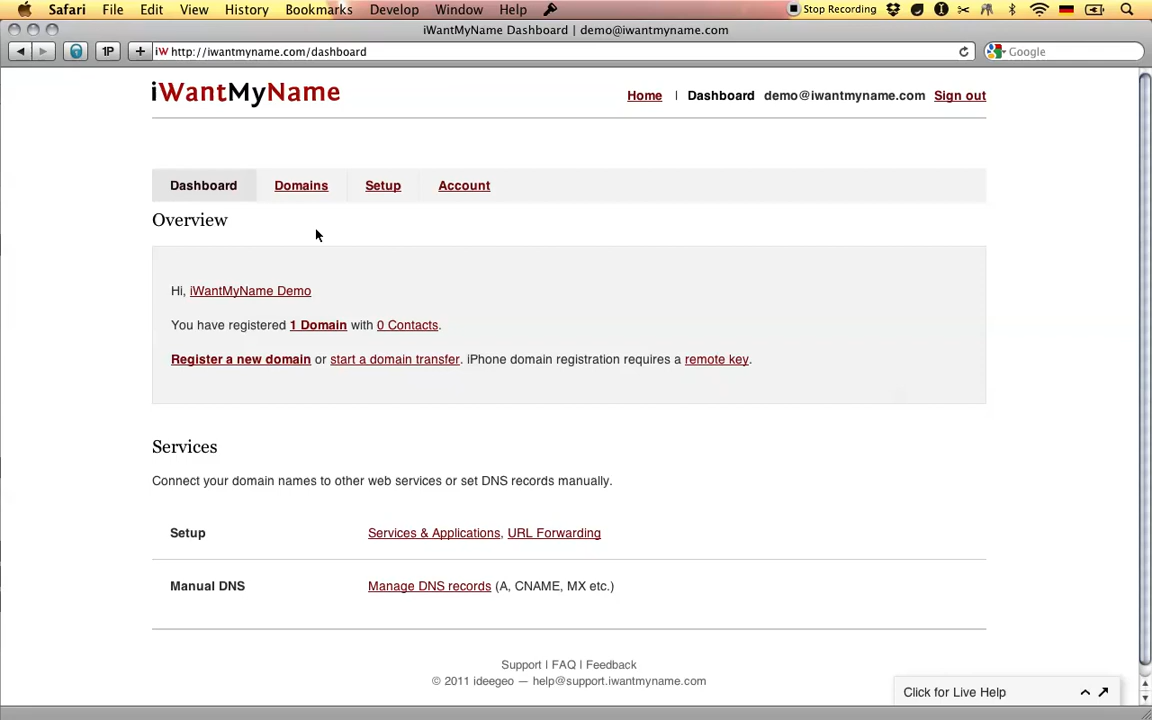 Safari File Edit View History Bookmarks Develop Window Help Stop Recording
iWantMyName Dashboard | demo@iwantmyname.com
1P + iW http://iwantmyname.com/dashboard Google
iWantMyName
Home | Dashboard demo@iwantmyname.com Sign out
Dashboard Domains Setup Account
Overview
Hi, iWantMyName Demo
You have registered 1 Domain with 0 Contacts.
Register a new domain or start a domain transfer. iPhone domain registration requires a remote key.
Services
Connect your domain names to other web services or set DNS records manually.
Setup Services & Applications, URL Forwarding
Manual DNS Manage DNS records (A, CNAME, MX etc.)
Support | FAQ | Feedback
© 2011 ideegeo — help@support.iwantmyname.com
Click for Live Help